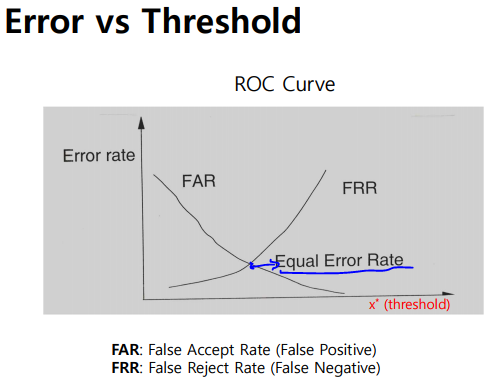 Error vs Threshold
ROC Curve
Error rate
FAR
FRR
Equal Error Rate
x* (threshold)
FAR: False Accept Rate (False Positive)
FRR: False Reject Rate (False Negative)